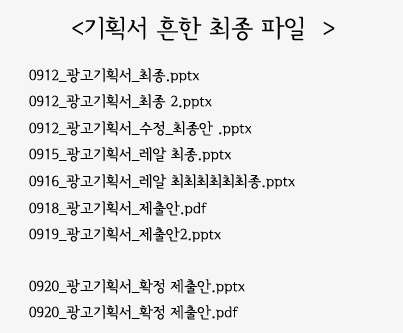 <기획서 흔한 최종 파일 >
0912_광고기획서_최종.pptx
0912_광고기획서_최종 2.pptx
0912_광고기획서_수정_최종안 .pptx
0915_광고기획서_레알 최종.pptx
0916_광고기획서_레알 최최최최최최종.pptx
0918_광고기획서_제출안.pdf
0919_광고기획서_제출안2.pptx
0920_광고기획서_확정 제출안.pptx
0920_광고기획서_확정 제출안.pdf